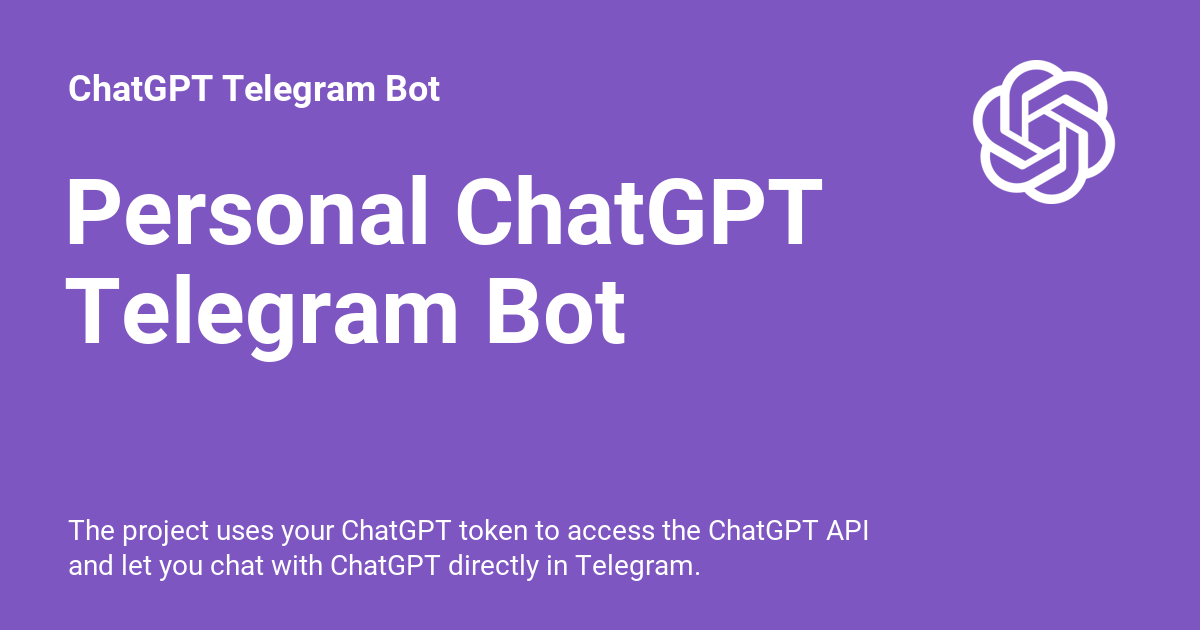 ChatGPT Telegram Bot
Personal ChatGPT
Telegram Bot
The project uses your ChatGPT token to access the ChatGPT API
and let you chat with ChatGPT directly in Telegram.